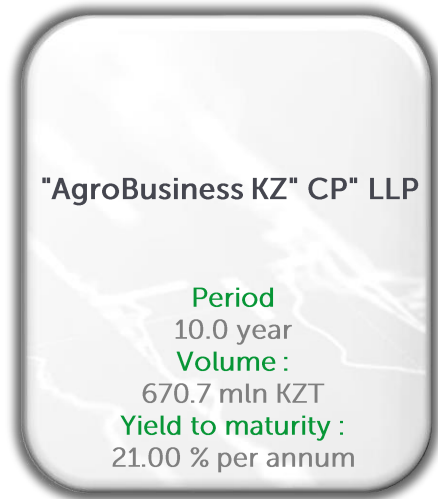 "AgroBusiness KZ" CP" LLP
Period
10.0 year
Volume :
670.7 mln KZT
Yield to maturity :
21.00 % per annum